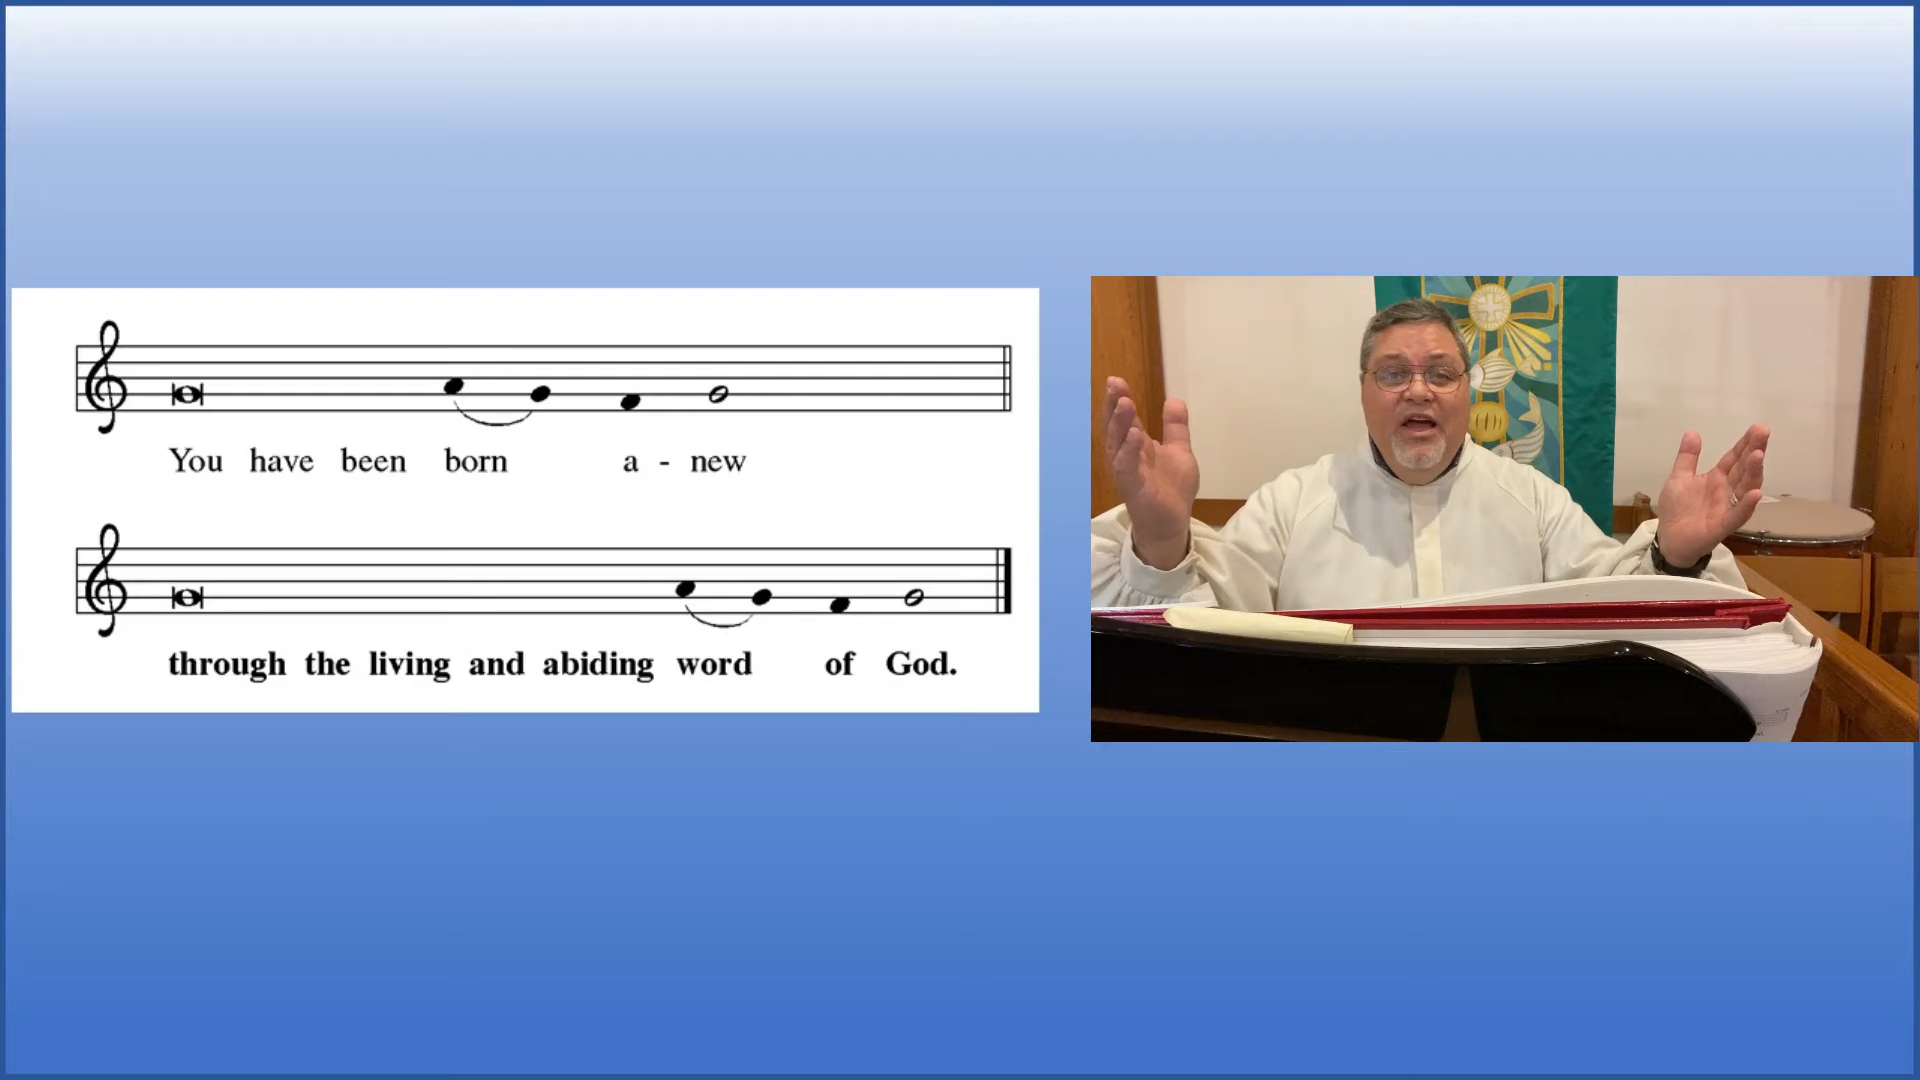 You have been born a - new
through the living and abiding word of God.